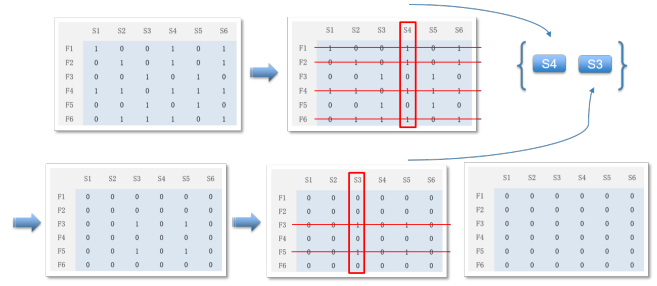 S1 S2 S3 S4 S5 S6
F1 1 0 0 1 0 1
F2 0 1 0 1 0 1
F3 0 0 1 0 1 0
F4 1 1 0 1 1 1
F5 0 0 1 0 1 0
F6 0 1 1 1 0 1
S1 S2 S3 S4 S5 S6
F1 1 0 0 1 0 1
F2 0 1 0 1 0 1
F3 0 0 1 0 1 0
F4 1 1 0 1 1 1
F5 0 0 1 0 1 0
F6 0 1 1 1 0 1
{ S4 S3 }
S1 S2 S3 S4 S5 S6
F1 0 0 0 0 0 0
F2 0 0 0 0 0 0
F3 0 0 1 0 1 0
F4 0 0 0 0 0 0
F5 0 0 1 0 1 0
F6 0 0 0 0 0 0
S1 S2 S3 S4 S5 S6
F1 0 0 0 0 0 0
F2 0 0 0 0 0 0
F3 0 0 1 0 1 0
F4 0 0 0 0 0 0
F5 0 0 1 0 1 0
F6 0 0 0 0 0 0
S1 S2 S3 S4 S5 S6
F1 0 0 0 0 0 0
F2 0 0 0 0 0 0
F3 0 0 0 0 0 0
F4 0 0 0 0 0 0
F5 0 0 0 0 0 0
F6 0 0 0 0 0 0